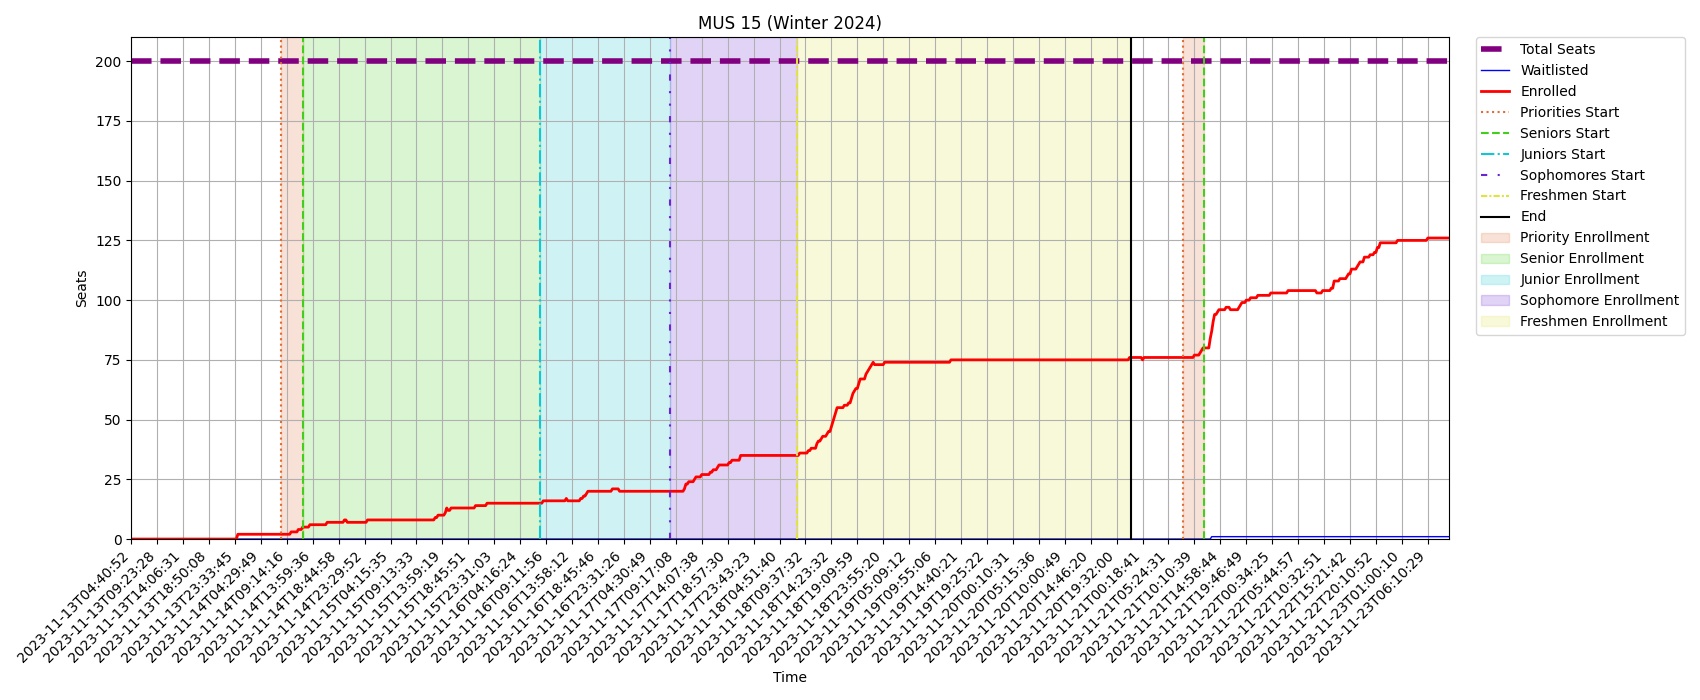 MUS 15 (Winter 2024)
Seats
200
175
150
125
100
75
50
25
0
2023-11-13T04:40:52
2023-11-13T09:23:28
2023-11-13T14:06:31
2023-11-13T18:50:08
2023-11-13T23:33:45
2023-11-14T04:29:49
2023-11-14T09:14:16
2023-11-14T13:59:36
2023-11-14T18:44:58
2023-11-14T23:29:52
2023-11-15T04:15:35
2023-11-15T09:13:33
2023-11-15T13:59:19
2023-11-15T18:45:51
2023-11-15T23:31:03
2023-11-16T04:16:24
2023-11-16T09:11:56
2023-11-16T13:58:12
2023-11-16T18:45:46
2023-11-16T23:31:26
2023-11-17T04:30:49
2023-11-17T09:17:08
2023-11-17T14:07:38
2023-11-17T18:57:30
2023-11-17T23:43:23
2023-11-18T04:51:40
2023-11-18T09:37:32
2023-11-18T14:23:32
2023-11-18T19:09:59
2023-11-18T23:55:20
2023-11-19T05:09:12
2023-11-19T09:55:06
2023-11-19T14:40:21
2023-11-19T19:25:22
2023-11-20T00:10:31
2023-11-20T05:15:36
2023-11-20T10:00:49
2023-11-20T14:46:20
2023-11-20T19:32:00
2023-11-21T00:18:41
2023-11-21T05:24:31
2023-11-21T10:10:39
2023-11-21T14:58:44
2023-11-21T19:46:49
2023-11-22T00:34:25
2023-11-22T05:44:57
2023-11-22T10:32:51
2023-11-22T15:21:42
2023-11-22T20:10:52
2023-11-23T01:00:10
2023-11-23T06:10:29
Time
Total Seats
Waitlisted
Enrolled
Priorities Start
Seniors Start
Juniors Start
Sophomores Start
Freshmen Start
End
Priority Enrollment
Senior Enrollment
Junior Enrollment
Sophomore Enrollment
Freshmen Enrollment